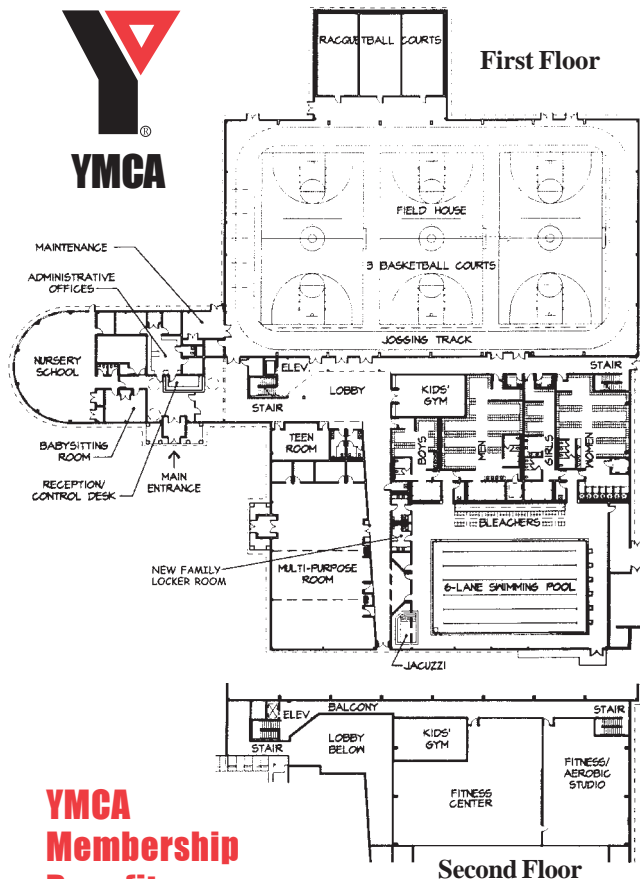 RACQUETBALL COURTS
First Floor
®
YMCA
FIELD HOUSE
3 BASKETBALL COURTS
MAINTENANCE
ADMINISTRATIVE
OFFICES
JOGGING TRACK
NURSERY
SCHOOL
ELEV.
STAIR
LOBBY
KIDS'
GYM
STAIR
TEEN
ROOM
BOYS
MEN
GIRLS
WOMEN
BABYSITTING
ROOM
MAIN
ENTRANCE
RECEPTION/
CONTROL DESK
BLEACHERS
NEW FAMILY
LOCKER ROOM
MULTI-PURPOSE
ROOM
6-LANE SWIMMING POOL
JACUZZI
BALCONY
ELEV.
STAIR
STAIR
LOBBY
BELOW
KIDS'
GYM
FITNESS
CENTER
FITNESS/
AEROBIC
STUDIO
YMCA
Membership
Second Floor